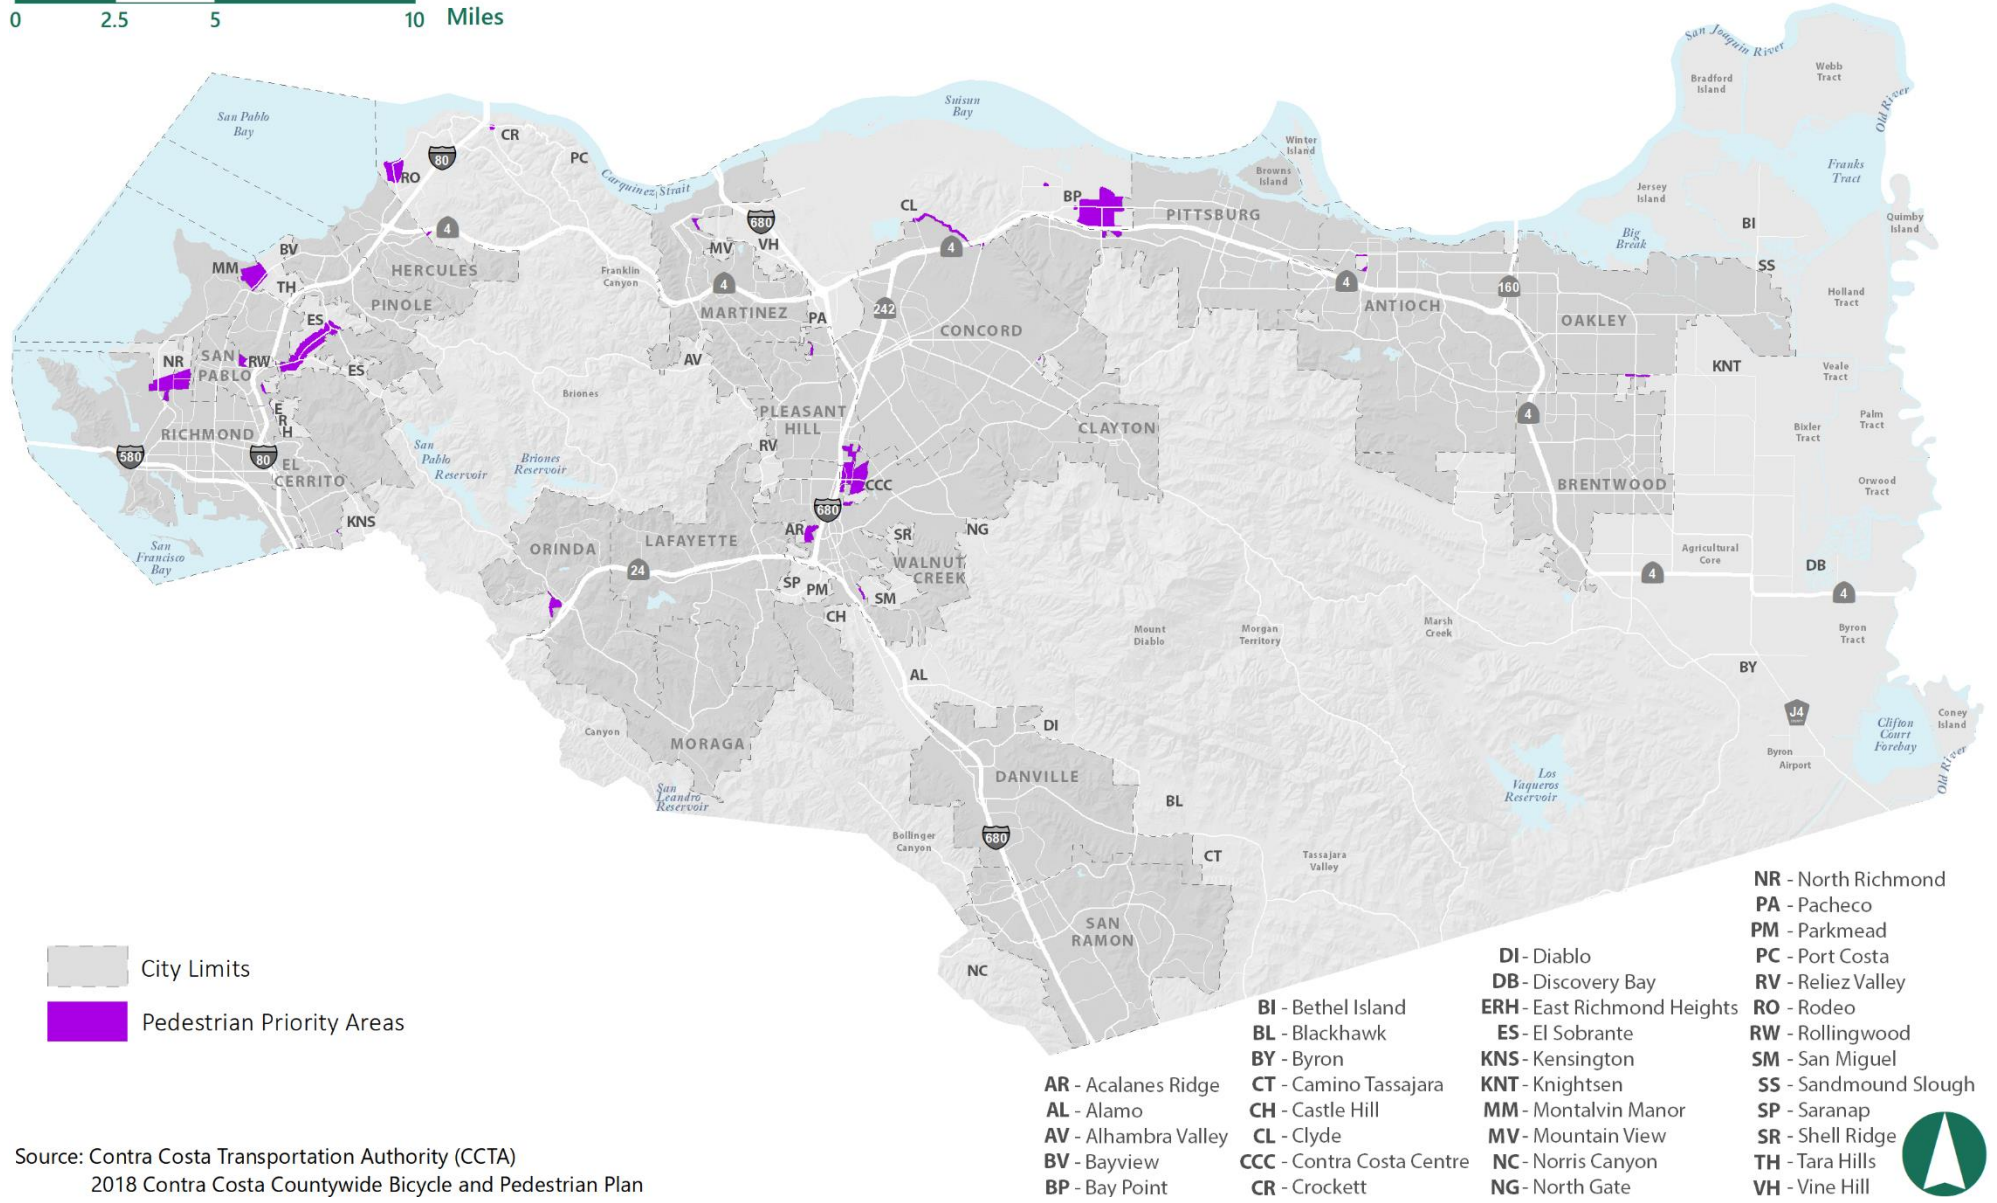 0 2.5 5 10 Miles
San Joaquin River
Webb
Tract
Bradford
Island
Old River
San Pablo
Bay
Suisun
Bay
CR
80
PC
RO
Carquinez Strait
Winter
Island
Browns
Island
Franks
Tract
Jersey
Island
BP
CL
PITTSBURG
680
4
BI
Quimby
Island
Big
Break
BV
MV
VH
4
MM
TH
HERCULES
PINOLE
Franklin
Canyon
4
MARTINEZ
SS
4
160
Holland
Tract
242
PA
ANTIOCH
OAKLEY
CONCORD
ES
NR
SAN
PABLO
RW
ES
AV
KNT
Veale
Tract
Briones
ERH
PLEASANT
HILL
CLAYTON
4
Palm
Tract
Bixler
Tract
RICHMOND
580
80
EL
CERRITO
San
Pablo
Reservoir
Briones
Reservoir
RV
CCC
BRENTWOOD
Orwood
Tract
680
KNS
AR
SR
NG
San
Francisco
Bay
ORINDA
LAFAYETTE
24
WALNUT
CREEK
Agricultural
Core
4
DB
4
SP
PM
SM
CH
Mount
Diablo
Morgan
Territory
Marsh
Creek
Byron
Tract
AL
BY
J4
Coney
Island
Clifton
Court
Forebay
Old River
Canyon
MORAGA
DI
DANVILLE
Byron
Airport
San
Leandro
Reservoir
BL
Los
Vaqueros
Reservoir
680
Bollinger
Canyon
CT
Tassajara
Valley
SAN
RAMON
NC
City Limits
Pedestrian Priority Areas
AR - Acalanes Ridge
AL - Alamo
AV - Alhambra Valley
BV - Bayview
BP - Bay Point
BI - Bethel Island
BL - Blackhawk
BY - Byron
CT - Camino Tassajara
CH - Castle Hill
CL - Clyde
CCC - Contra Costa Centre
CR - Crockett
DI - Diablo
DB - Discovery Bay
ERH - East Richmond Heights
ES - El Sobrante
KNS - Kensington
KNT - Knightsen
MM - Montalvin Manor
MV - Mountain View
NC - Norris Canyon
NG - North Gate
NR - North Richmond
PA - Pacheco
PM - Parkmead
PC - Port Costa
RV - Reliez Valley
RO - Rodeo
RW - Rollingwood
SM - San Miguel
SS - Sandmound Slough
SP - Saranap
SR - Shell Ridge
TH - Tara Hills
VH - Vine Hill
Source: Contra Costa Transportation Authority (CCTA)
2018 Contra Costa Countywide Bicycle and Pedestrian Plan